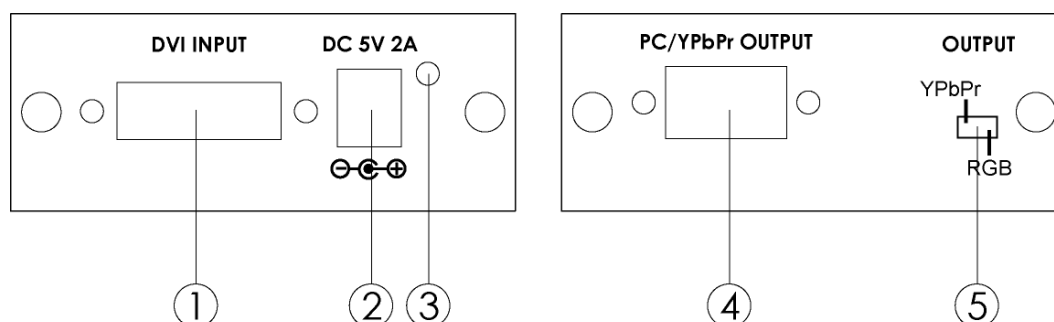 DVI INPUT
DC 5V 2A
1
2
3
PC/YPbPr OUTPUT
OUTPUT
YPbPr
RGB
4
5